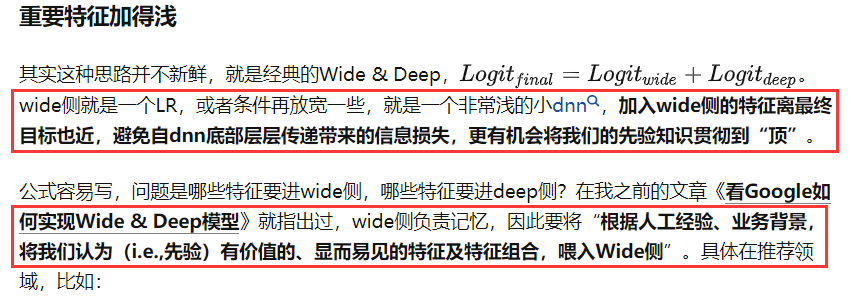 重要特征加得浅
其实这种思路并不新鲜，就是经典的Wide & Deep，Logit_{final} = Logit_{wide} + Logit_{deep}。
wide侧就是一个LR，或者条件再放宽一些，就是一个非常浅的小dnn，加入wide侧的特征离最终
目标也近，避免自dnn底部层层传递带来的信息损失，更有机会将我们的先验知识贯彻到“顶”。
公式容易写，问题是哪些特征要进wide侧，哪些特征要进deep侧？在我之前的文章《看Google如
何实现Wide & Deep模型》就指出过，wide侧负责记忆，因此要将“根据人工经验、业务背景，
将我们认为（i.e.,先验）有价值的、显而易见的特征及特征组合，喂入Wide侧”。具体在推荐领
域，比如：